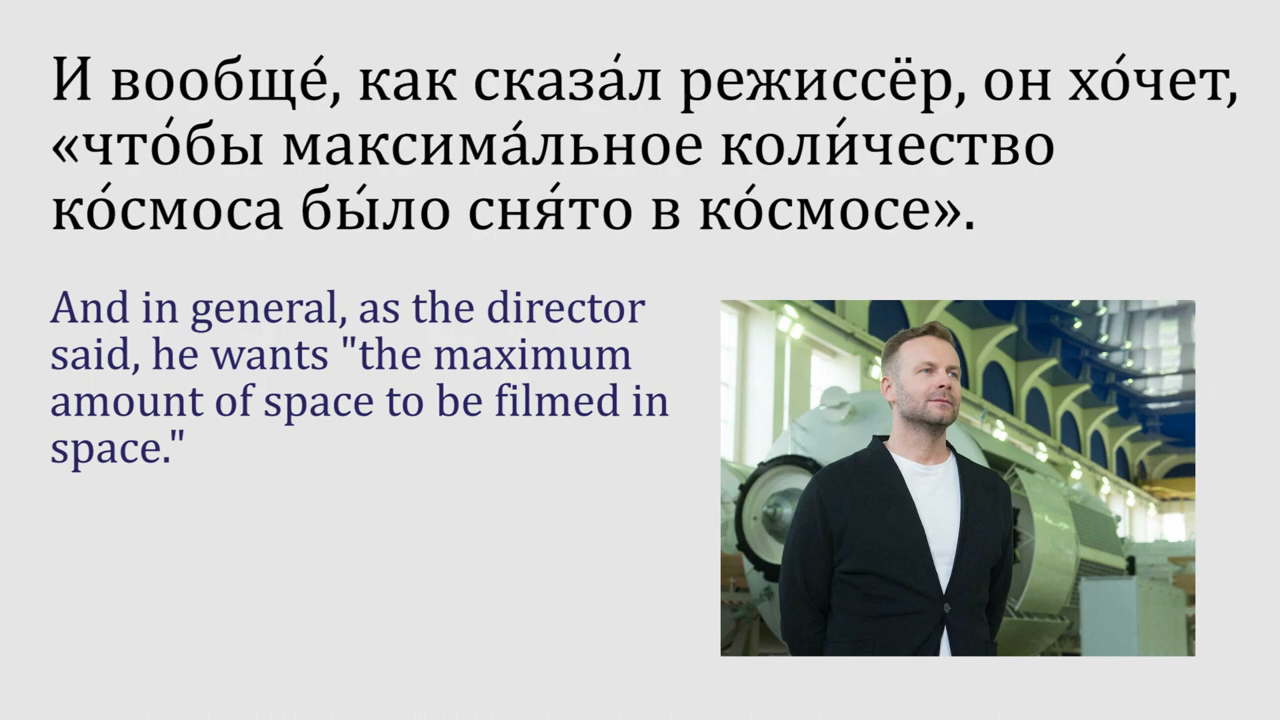 И вообще́, как сказа́л режиссёр, он хо́чет,
«что́бы максима́льное коли́чество
ко́смоса бы́ло сня́то в ко́смосе».
And in general, as the director
said, he wants "the maximum
amount of space to be filmed in
space."